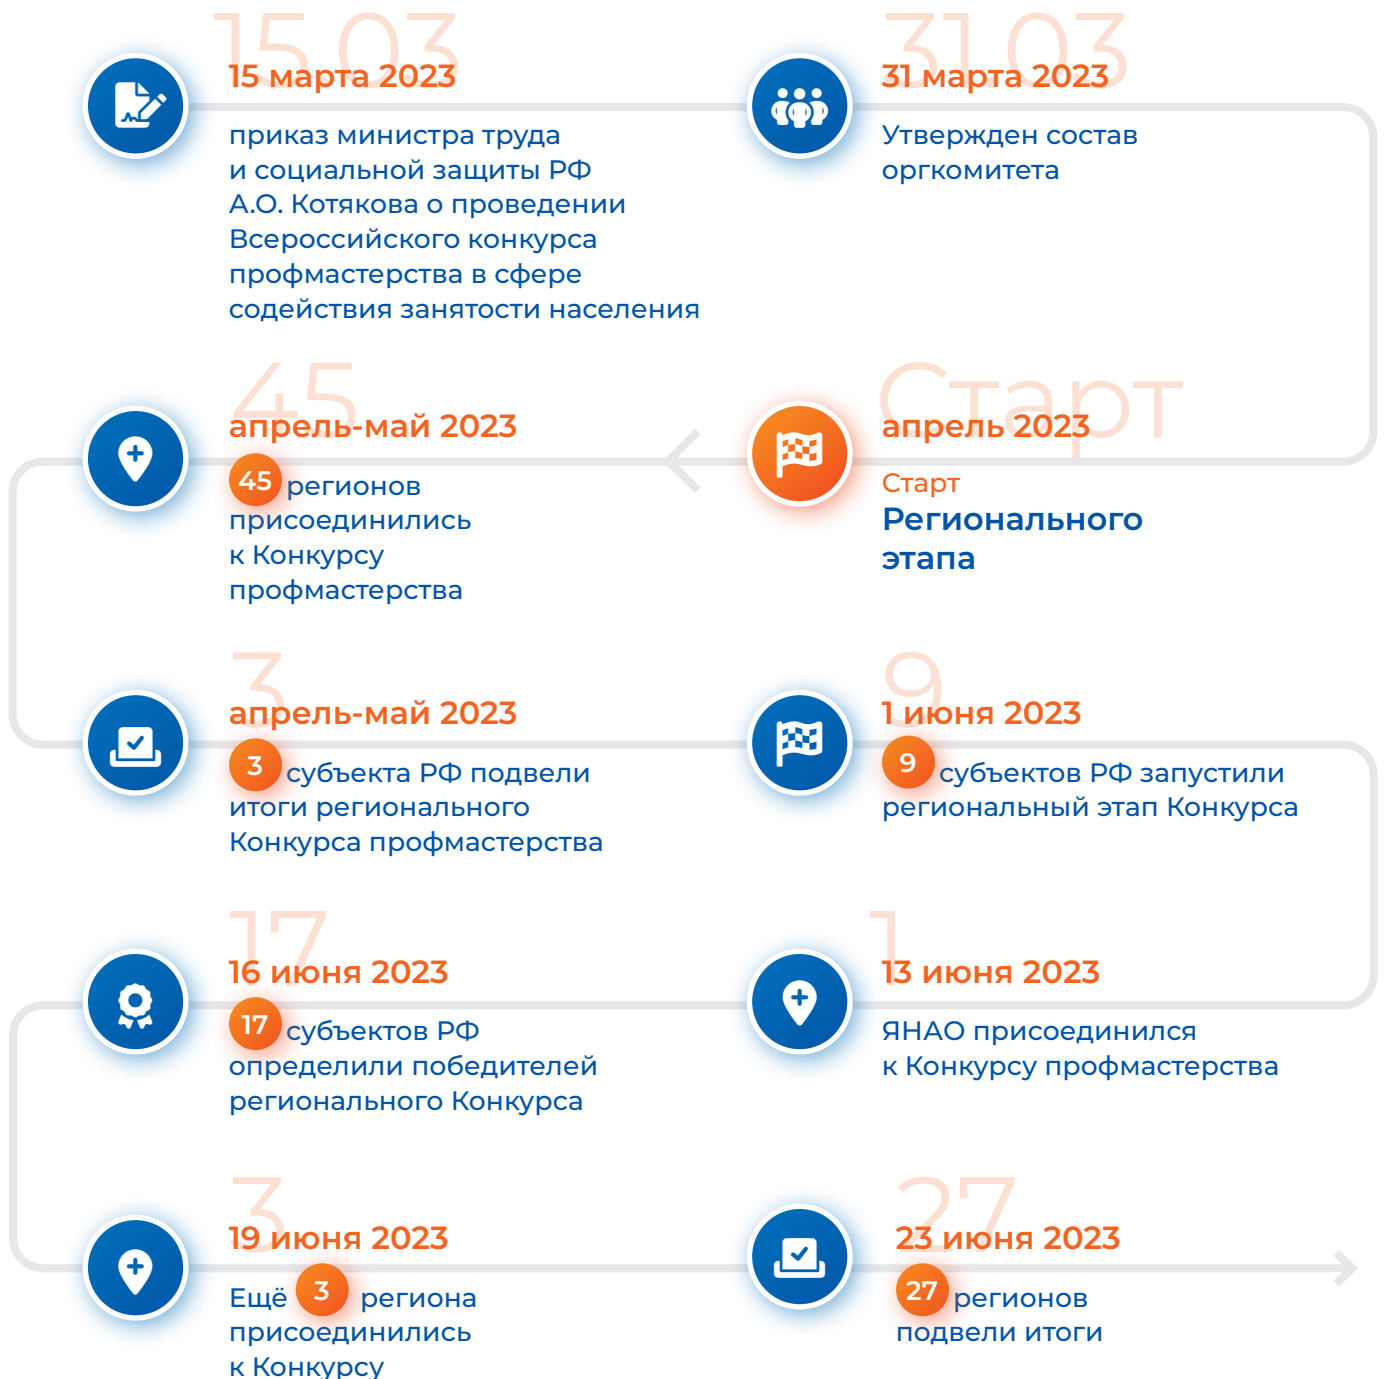 15.03
15 марта 2023
приказ министра труда
и социальной защиты РФ
А.О. Котякова о проведении
Всероссийского конкурса
профмастерства в сфере
содействия занятости населения
31.03
31 марта 2023
Утвержден состав
оргкомитета
Старт
апрель 2023
Старт
Регионального
этапа
45
апрель-май 2023
45 регионов
присоединились
к Конкурсу
профмастерства
3
апрель-май 2023
3 субъекта РФ подвели
итоги регионального
Конкурса профмастерства
9
1 июня 2023
9 субъектов РФ запустили
региональный этап Конкурса
1
13 июня 2023
ЯНАО присоединился
к Конкурсу профмастерства
17
16 июня 2023
17 субъектов РФ
определили победителей
регионального Конкурса
3
19 июня 2023
Ещё 3 региона
присоединились
к Конкурсу
27
23 июня 2023
27 регионов
подвели итоги